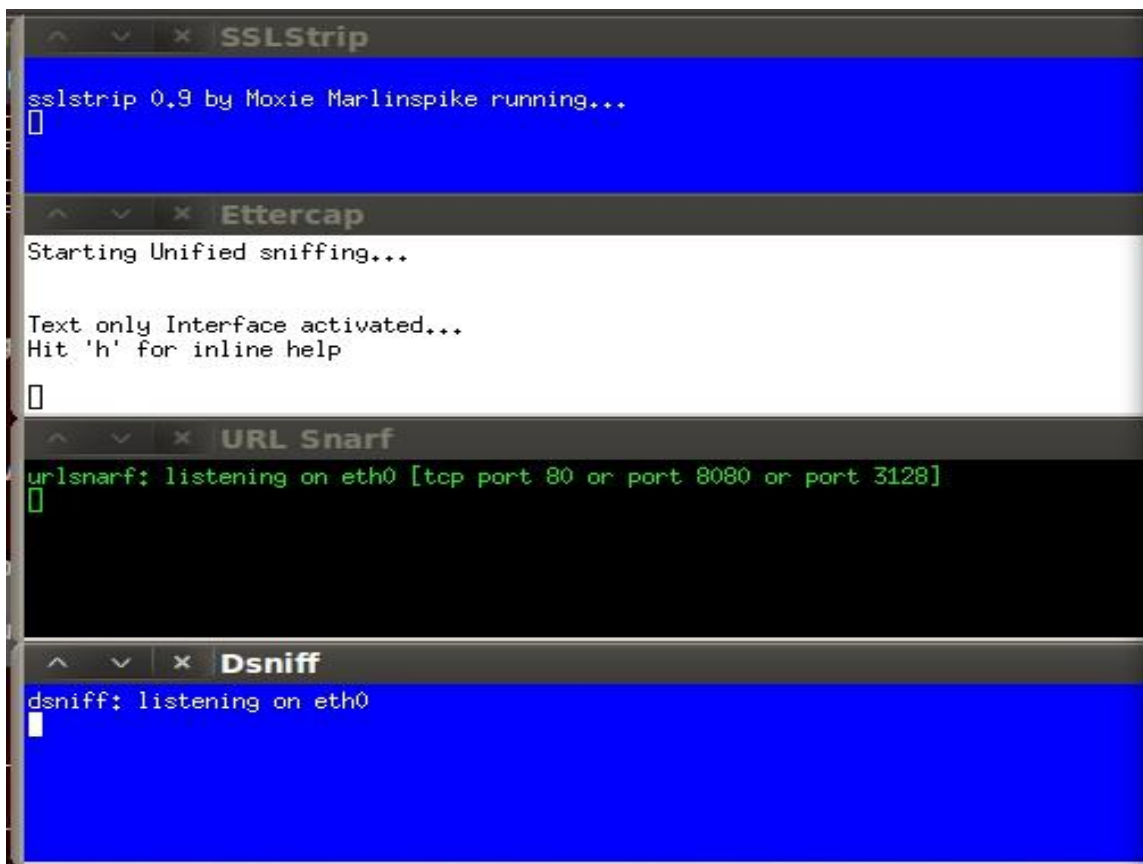 SSLStrip
sslstrip 0.9 by Moxie Marlinspike running...
Ettercap
Starting Unified sniffing...
Text only Interface activated...
Hit 'h' for inline help
URL Snarf
urlsnarf: listening on eth0 [tcp port 80 or port 8080 or port 3128]
Dsniff
dsniff: listening on eth0